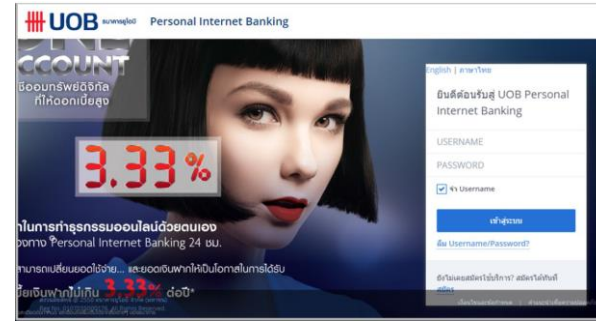 UOB ธนาคารยูโอบี Personal Internet Banking
CCOUNT
ชีออมทรัพย์ดิจิทัล
ที่ให้ดอกเบี้ยสูง
3.33%
English | ภาษาไทย
ยินดีต้อนรับสู่ UOB Personal
Internet Banking
USERNAME
PASSWORD
จำ Username
เข้าสู่ระบบ
ลืม Username/Password?
ยังไม่เคยสมัครใช้บริการ? สมัครได้ทันที
สมัคร
าในการทำธุรกรรมออนไลน์ด้วยตนเอง
องทาง Personal Internet Banking 24 ชม.
สามารถเปลี่ยนยอดใช้จ่าย... และยอดเงินฝากให้เป็นโอกาสในการได้รับ
ี้ยเงินฝากไม่เกิน 3.33% ต่อปี*